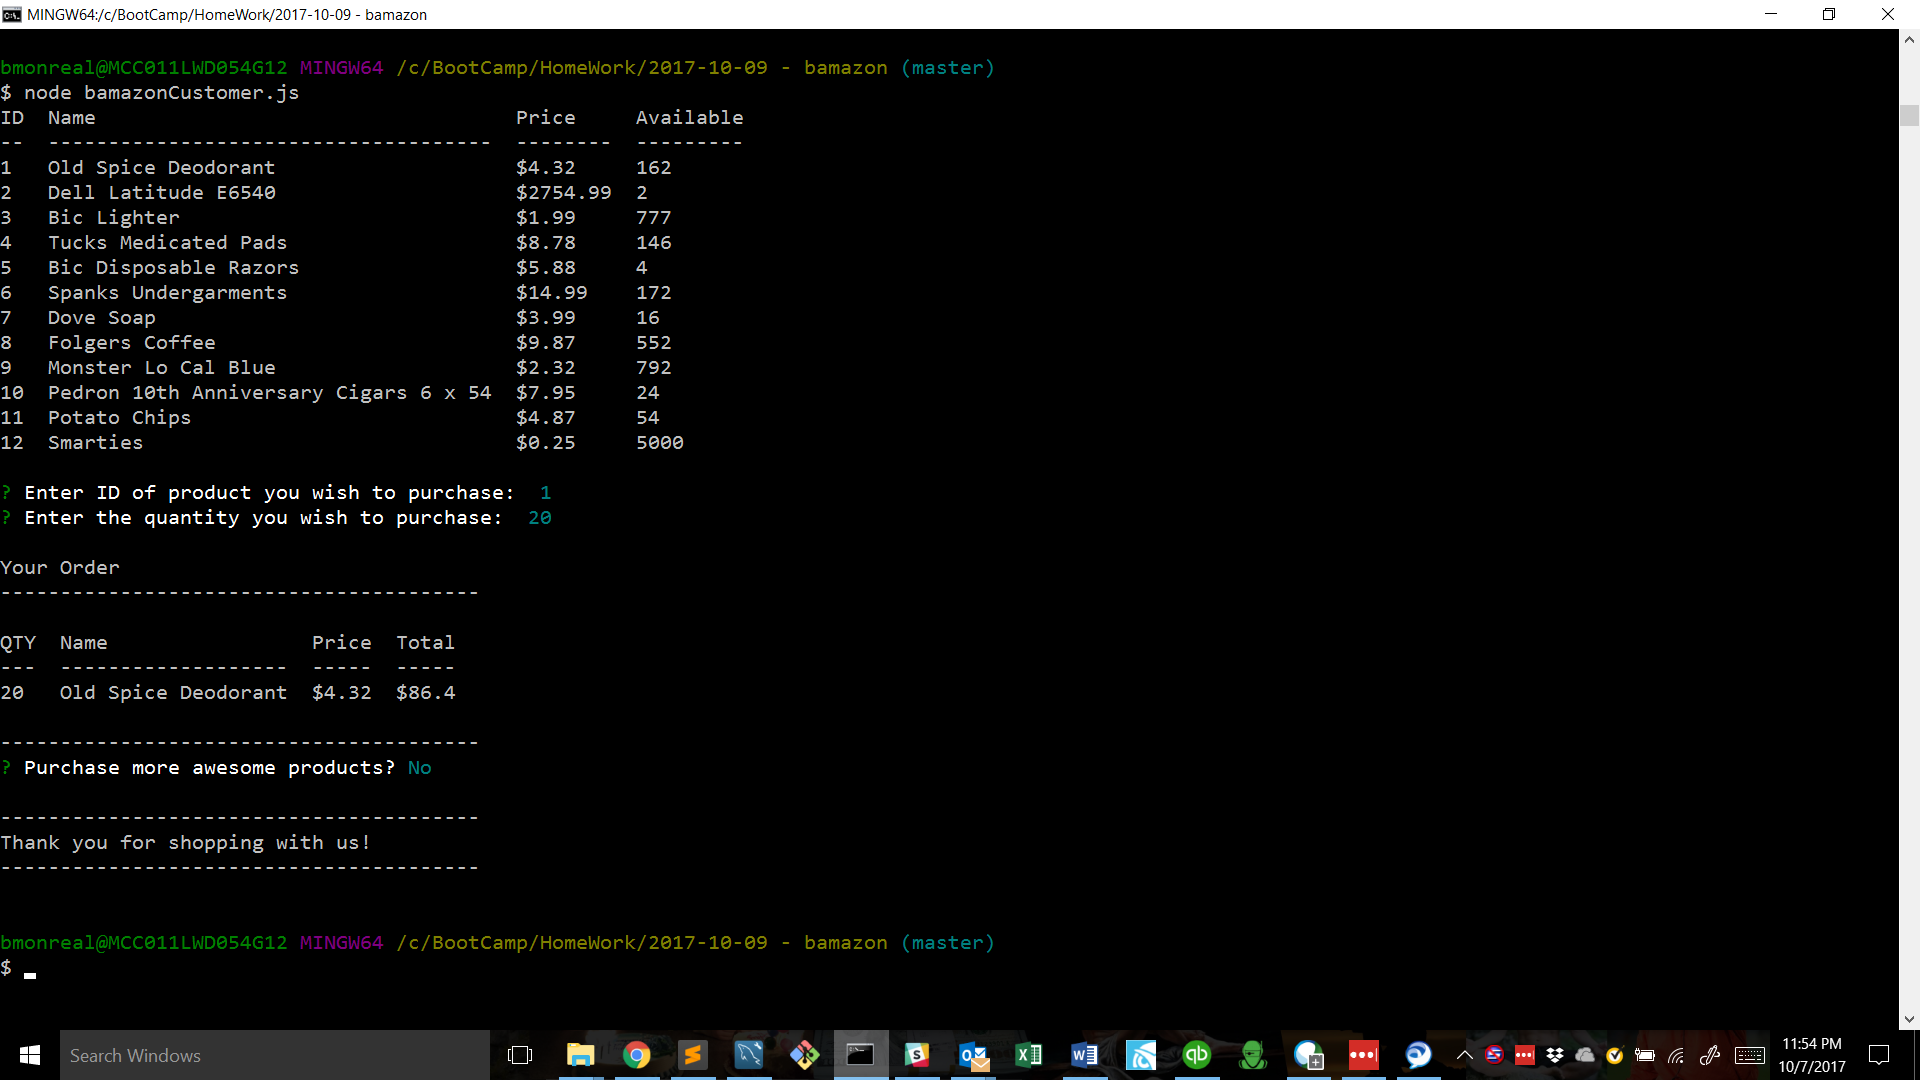 MINGW64:/c/BootCamp/HomeWork/2017-10-09 - bamazon
bmonreal@MCC011LWD054G12 MINGW64 /c/BootCamp/HomeWork/2017-10-09 - bamazon (master)
$ node bamazonCustomer.js
ID  Name                                   Price     Available
--  -------------------------------------  --------  ---------
1   Old Spice Deodorant                    $4.32     162
2   Dell Latitude E6540                    $2754.99  2
3   Bic Lighter                            $1.99     777
4   Tucks Medicated Pads                   $8.78     146
5   Bic Disposable Razors                  $5.88     4
6   Spanks Undergarments                   $14.99    172
7   Dove Soap                              $3.99     16
8   Folgers Coffee                         $9.87     552
9   Monster Lo Cal Blue                    $2.32     792
10  Pedron 10th Anniversary Cigars 6 x 54  $7.95     24
11  Potato Chips                           $4.87     54
12  Smarties                               $0.25     5000
? Enter ID of product you wish to purchase:  1
? Enter the quantity you wish to purchase:  20
Your Order
----------------------------------------
QTY  Name                 Price  Total
---  -------------------  -----  -----
20   Old Spice Deodorant  $4.32  $86.4
----------------------------------------
? Purchase more awesome products? No
----------------------------------------
Thank you for shopping with us!
----------------------------------------
bmonreal@MCC011LWD054G12 MINGW64 /c/BootCamp/HomeWork/2017-10-09 - bamazon (master)
$
Search Windows
11:54 PM
10/7/2017